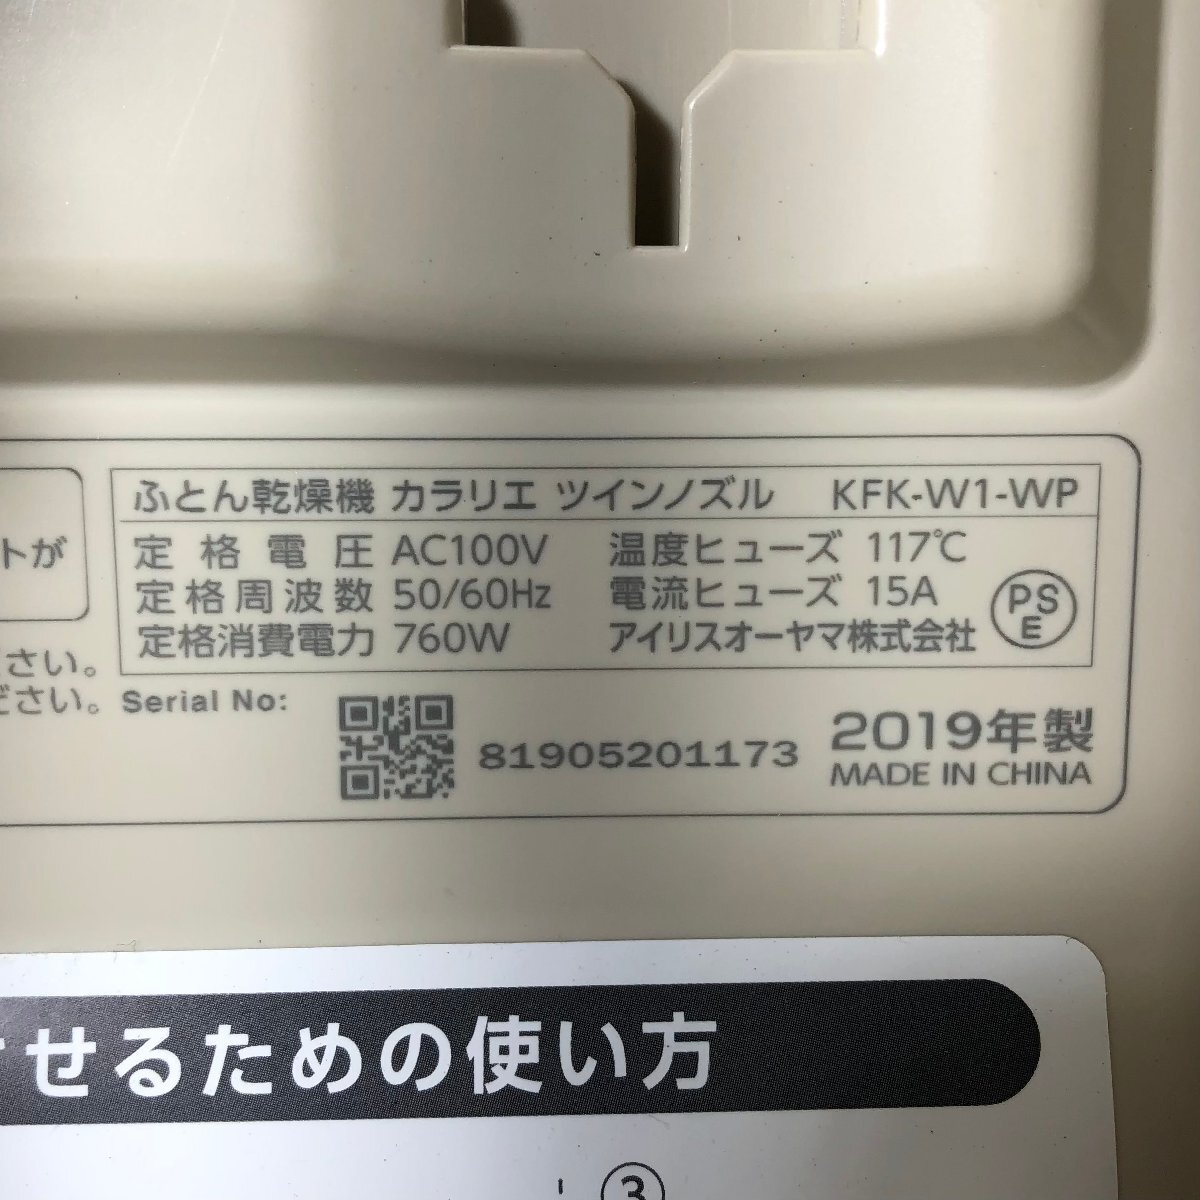 ふとん乾燥機 カラリエ ツインノズル KFK-W1-WP
定格電圧 AC100V 温度ヒューズ 117℃
定格周波数 50/60Hz 電流ヒューズ 15A
定格消費電力 760W アイリスオーヤマ株式会社
PSE
トが
ださい。
ださい。
Serial No:
81905201173
2019年製
MADE IN CHINA
させるための使い方
③